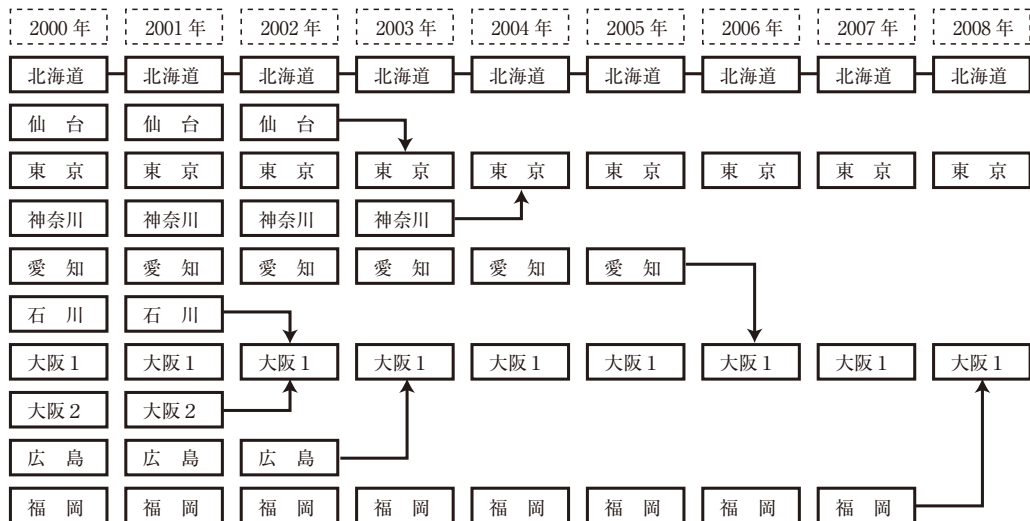 2000年 2001年 2002年 2003年 2004年 2005年 2006年 2007年 2008年
北海道 北海道 北海道 北海道 北海道 北海道 北海道 北海道 北海道
仙台 仙台 仙台
東京 東京 東京 東京 東京 東京 東京 東京 東京
神奈川 神奈川 神奈川 神奈川
愛知 愛知 愛知 愛知 愛知 愛知
石川 石川
大阪1 大阪1 大阪1 大阪1 大阪1 大阪1 大阪1 大阪1 大阪1
大阪2 大阪2
広島 広島 広島
福岡 福岡 福岡 福岡 福岡 福岡 福岡 福岡